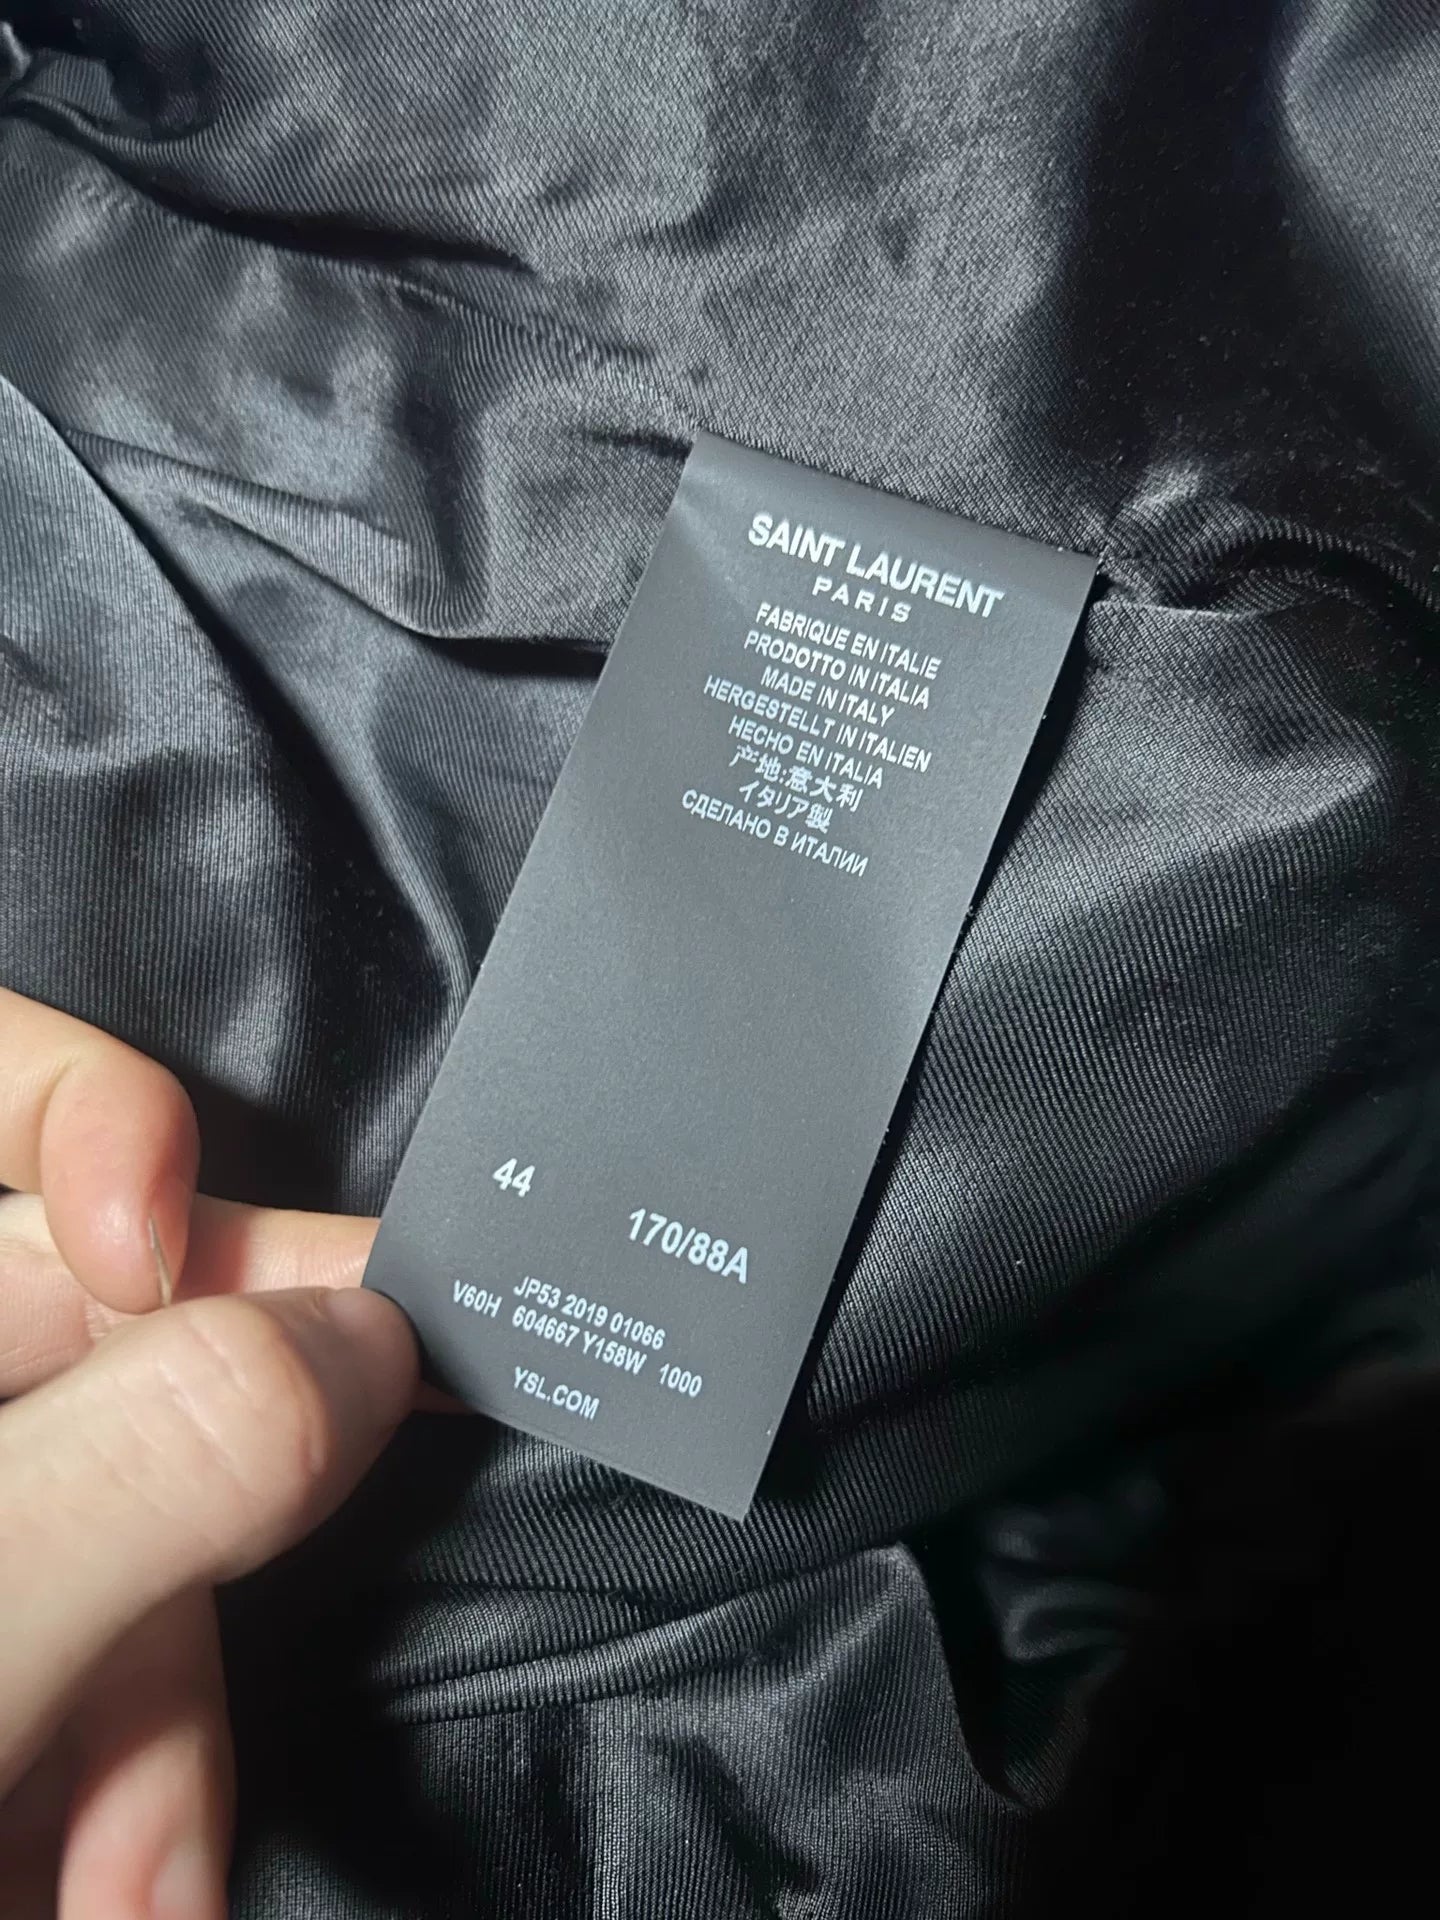 SAINT LAURENT
PARIS
FABRIQUE EN ITALIE
PRODOTTO IN ITALIA
MADE IN ITALY
HERGESTELLT IN ITALIEN
HECHO EN ITALIA
产地:意大利
イタリア製
СДЕЛАНО В ИТАЛИИ
44 170/88A
JP53 2019 01066
V60H 604667 Y158W 1000
YSL.COM